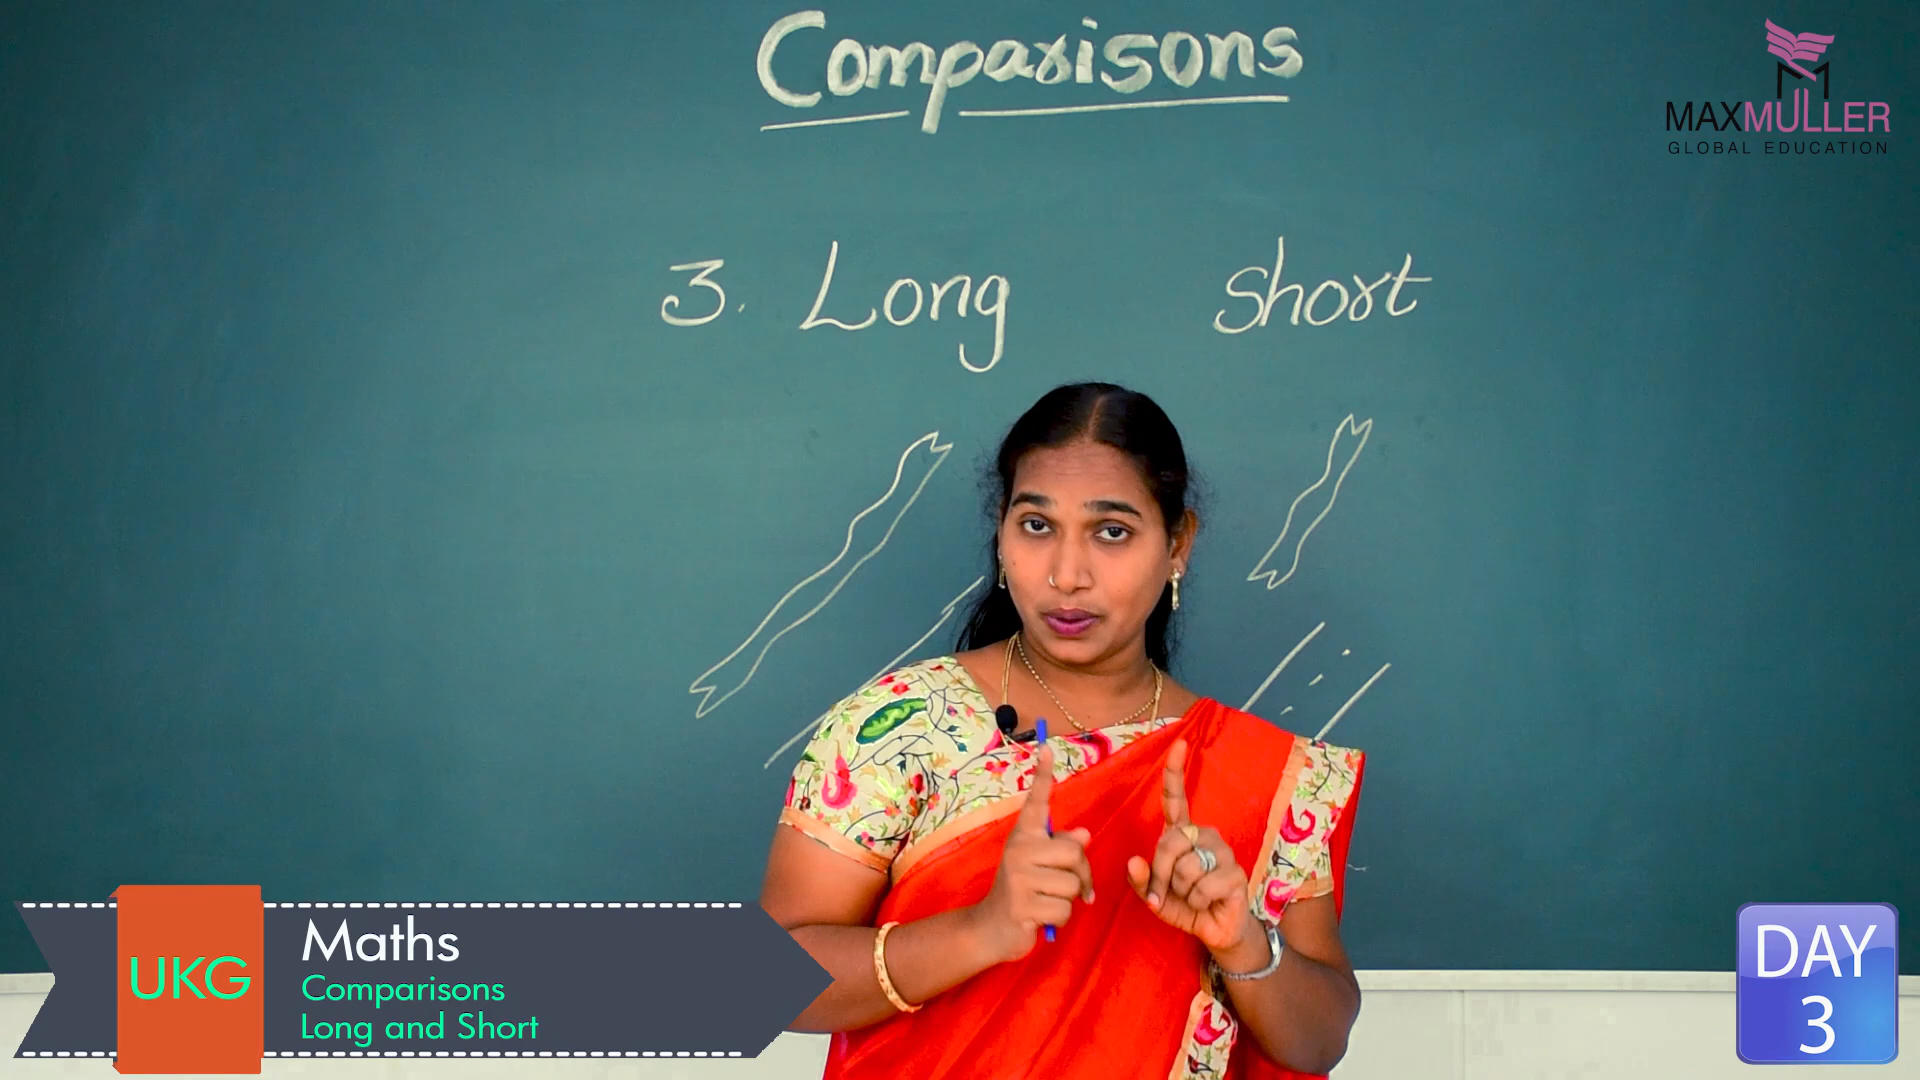 Comparisons
MAXMULLER
GLOBAL EDUCATION
3. Long short
UKG
Maths
Comparisons
Long and Short
DAY
3